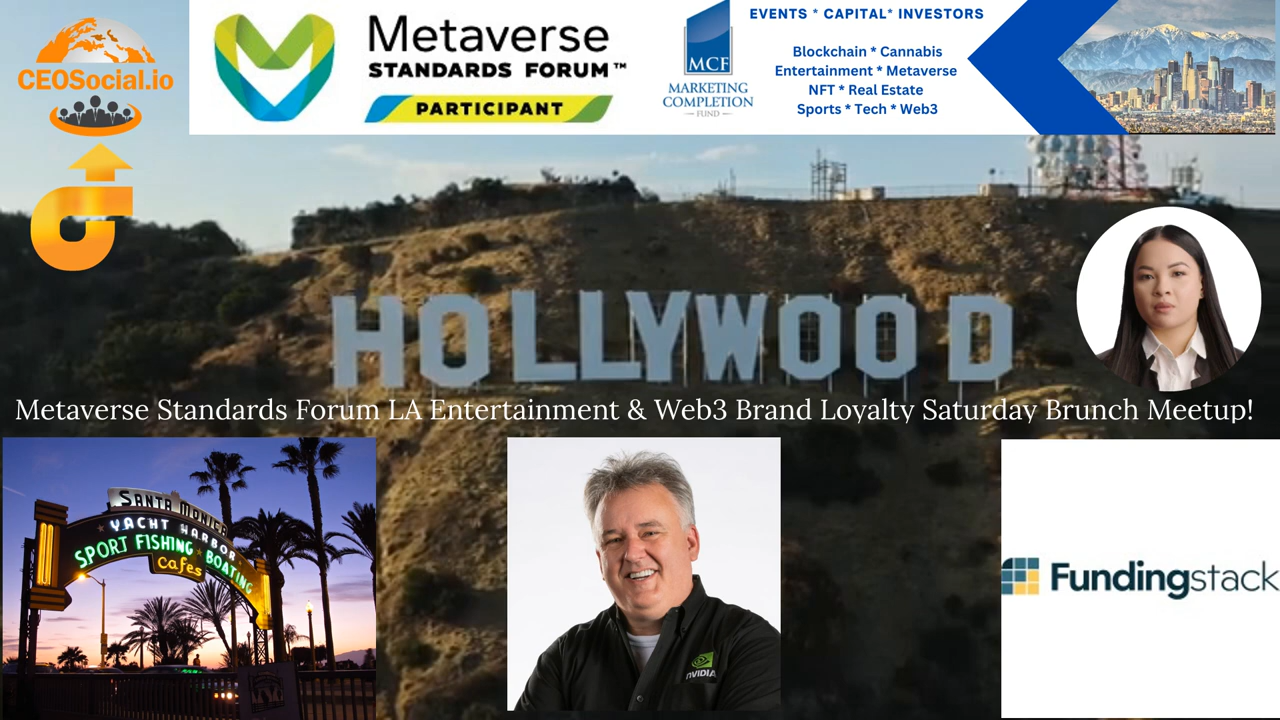 CEOSocial.io
Metaverse
STANDARDS FORUM™
PARTICIPANT
MCF
MARKETING
COMPLETION
FUND
EVENTS * CAPITAL* INVESTORS
Blockchain * Cannabis
Entertainment * Metaverse
NFT * Real Estate
Sports * Tech * Web3
HOLLYWOOD
Metaverse Standards Forum LA Entertainment & Web3 Brand Loyalty Saturday Brunch Meetup!
SANTA MONICA
YACHT HARBOR
SPORT FISHING * BOATING
Cafes
NVIDIA
Fundingstack